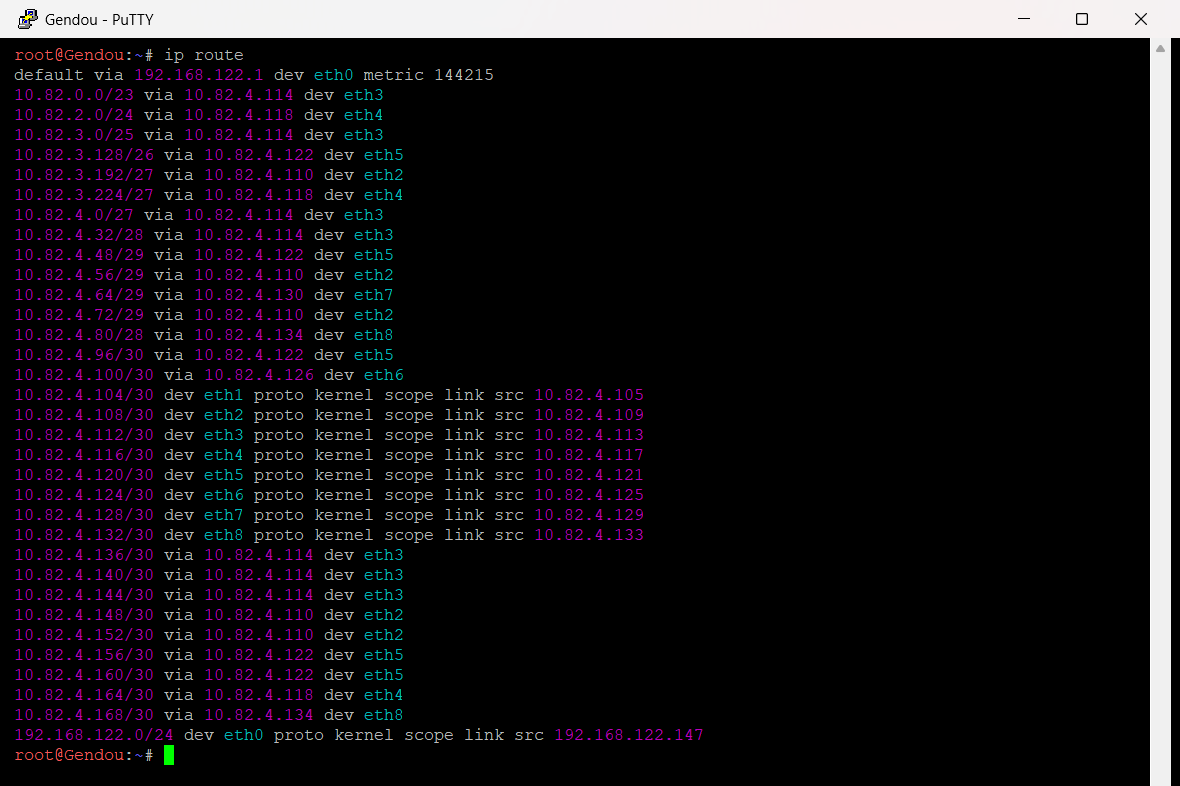 Gendou - PuTTY
root@Gendou:~# ip route
default via 192.168.122.1 dev eth0 metric 144215
10.82.0.0/23 via 10.82.4.114 dev eth3
10.82.2.0/24 via 10.82.4.118 dev eth4
10.82.3.0/25 via 10.82.4.114 dev eth3
10.82.3.128/26 via 10.82.4.122 dev eth5
10.82.3.192/27 via 10.82.4.110 dev eth2
10.82.3.224/27 via 10.82.4.118 dev eth4
10.82.4.0/27 via 10.82.4.114 dev eth3
10.82.4.32/28 via 10.82.4.114 dev eth3
10.82.4.48/29 via 10.82.4.122 dev eth5
10.82.4.56/29 via 10.82.4.110 dev eth2
10.82.4.64/29 via 10.82.4.130 dev eth7
10.82.4.72/29 via 10.82.4.110 dev eth2
10.82.4.80/28 via 10.82.4.134 dev eth8
10.82.4.96/30 via 10.82.4.122 dev eth5
10.82.4.100/30 via 10.82.4.126 dev eth6
10.82.4.104/30 dev eth1 proto kernel scope link src 10.82.4.105
10.82.4.108/30 dev eth2 proto kernel scope link src 10.82.4.109
10.82.4.112/30 dev eth3 proto kernel scope link src 10.82.4.113
10.82.4.116/30 dev eth4 proto kernel scope link src 10.82.4.117
10.82.4.120/30 dev eth5 proto kernel scope link src 10.82.4.121
10.82.4.124/30 dev eth6 proto kernel scope link src 10.82.4.125
10.82.4.128/30 dev eth7 proto kernel scope link src 10.82.4.129
10.82.4.132/30 dev eth8 proto kernel scope link src 10.82.4.133
10.82.4.136/30 via 10.82.4.114 dev eth3
10.82.4.140/30 via 10.82.4.114 dev eth3
10.82.4.144/30 via 10.82.4.114 dev eth3
10.82.4.148/30 via 10.82.4.110 dev eth2
10.82.4.152/30 via 10.82.4.110 dev eth2
10.82.4.156/30 via 10.82.4.122 dev eth5
10.82.4.160/30 via 10.82.4.122 dev eth5
10.82.4.164/30 via 10.82.4.118 dev eth4
10.82.4.168/30 via 10.82.4.134 dev eth8
192.168.122.0/24 dev eth0 proto kernel scope link src 192.168.122.147
root@Gendou:~#